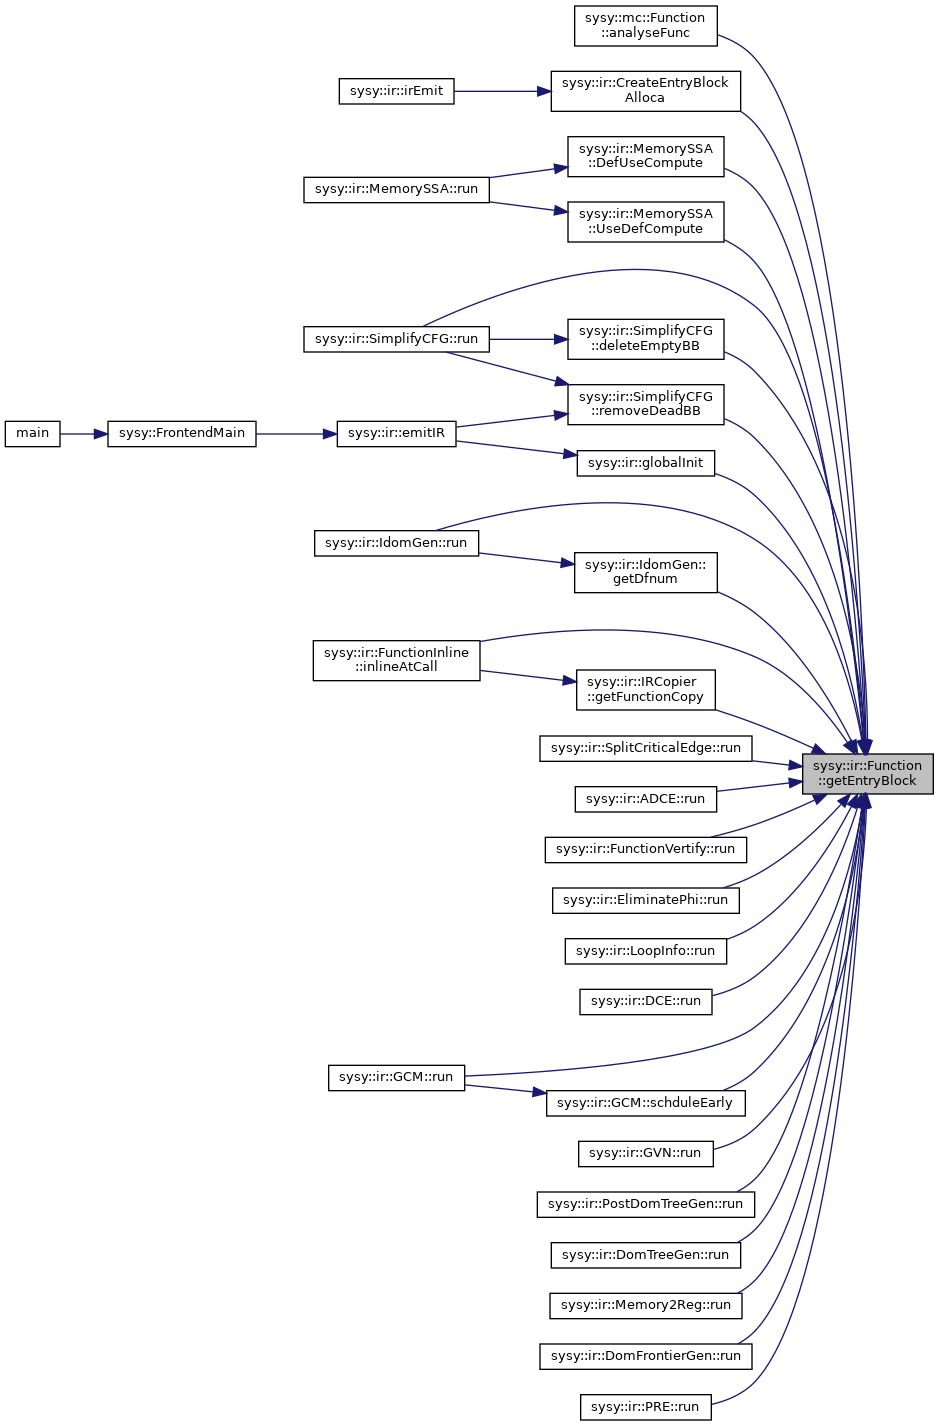 sysy::mc::Function
::analyseFunc
sysy::ir::irEmit
sysy::ir::CreateEntryBlock
Alloca
sysy::ir::MemorySSA
::DefUseCompute
sysy::ir::MemorySSA::run
sysy::ir::MemorySSA
::UseDefCompute
sysy::ir::SimplifyCFG::run
sysy::ir::SimplifyCFG
::deleteEmptyBB
sysy::ir::SimplifyCFG
::removeDeadBB
main
sysy::FrontendMain
sysy::ir::emitIR
sysy::ir::globalInit
sysy::ir::IdomGen::run
sysy::ir::IdomGen::
getDfnum
sysy::ir::FunctionInline
::inlineAtCall
sysy::ir::IRCopier
::getFunctionCopy
sysy::ir::SplitCriticalEdge::run
sysy::ir::Function
::getEntryBlock
sysy::ir::ADCE::run
sysy::ir::FunctionVertify::run
sysy::ir::EliminatePhi::run
sysy::ir::LoopInfo::run
sysy::ir::DCE::run
sysy::ir::GCM::run
sysy::ir::GCM::schduleEarly
sysy::ir::GVN::run
sysy::ir::PostDomTreeGen::run
sysy::ir::DomTreeGen::run
sysy::ir::Memory2Reg::run
sysy::ir::DomFrontierGen::run
sysy::ir::PRE::run